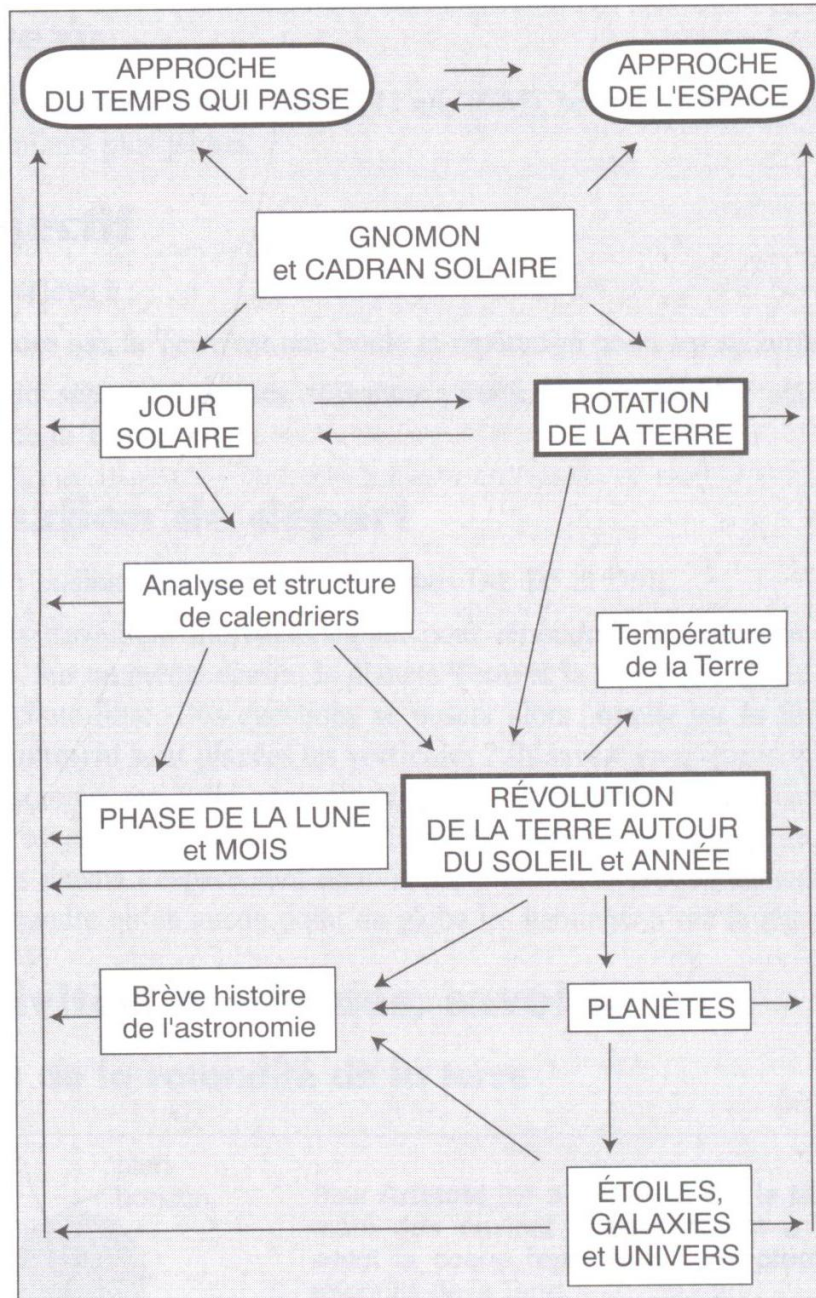 APPROCHE
DU TEMPS QUI PASSE
APPROCHE
DE L'ESPACE
GNOMON
et CADRAN SOLAIRE
JOUR
SOLAIRE
ROTATION
DE LA TERRE
Analyse et structure
de calendriers
Température
de la Terre
PHASE DE LA LUNE
et MOIS
RÉVOLUTION
DE LA TERRE AUTOUR
DU SOLEIL et ANNÉE
Brève histoire
de l'astronomie
PLANÈTES
ÉTOILES,
GALAXIES
et UNIVERS